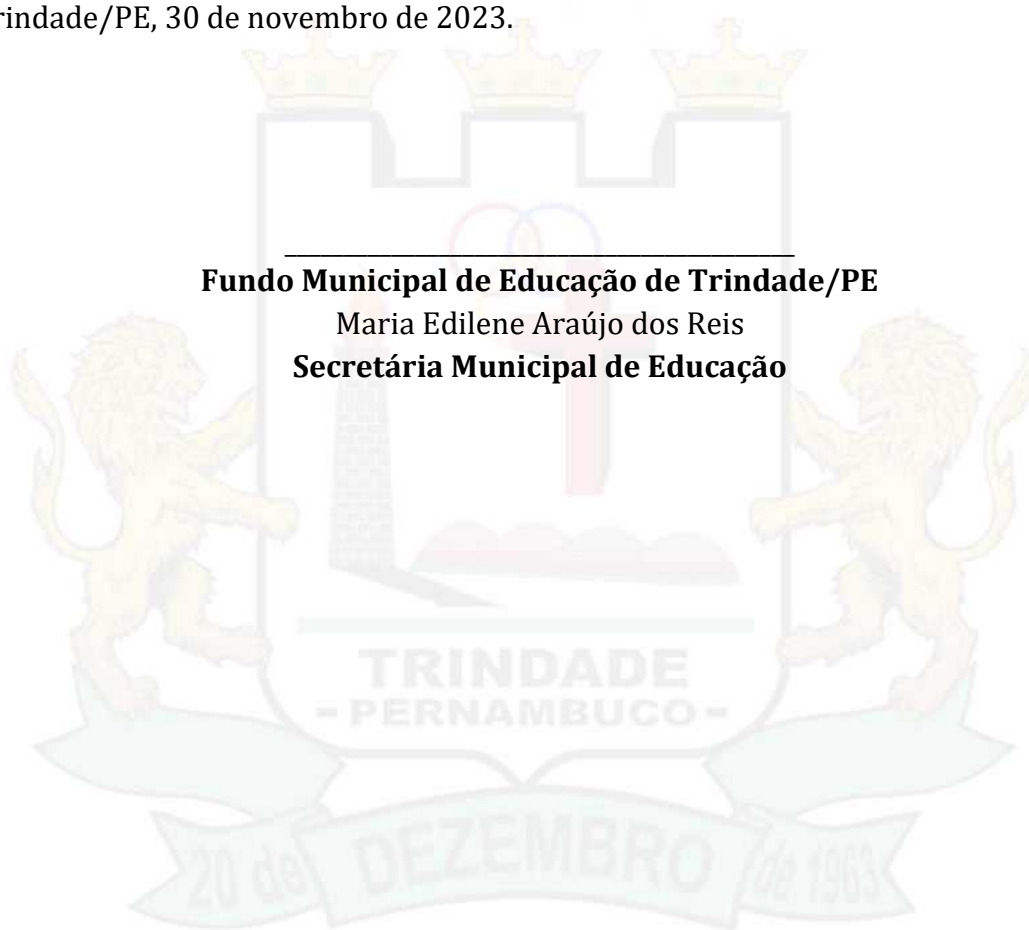 rindade/PE, 30 de novembro de 2023.
Fundo Municipal de Educação de Trindade/PE
Maria Edilene Araújo dos Reis
Secretária Municipal de Educação
TRINDADE
- PERNAMBUCO -
20 de DEZEMBRO de 1963